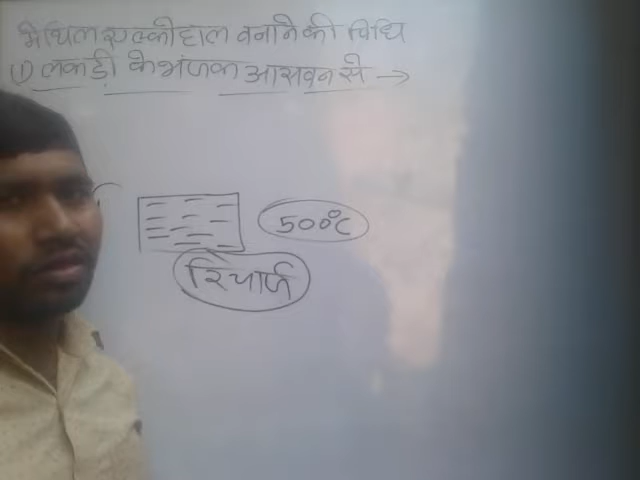 मेथिल एल्कोहाल बनाने की विधि
(1) लकड़ी के भंजक आसवन से →
500°C
रिचार्ज